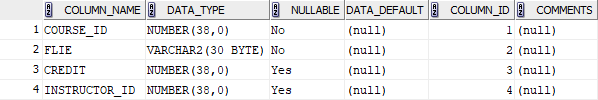 COLUMN_NAME DATA_TYPE NULLABLE DATA_DEFAULT COLUMN_ID COMMENTS
1 COURSE_ID NUMBER(38,0) No (null) 1 (null)
2 FLIE VARCHAR2(30 BYTE) No (null) 2 (null)
3 CREDIT NUMBER(38,0) Yes (null) 3 (null)
4 INSTRUCTOR_ID NUMBER(38,0) Yes (null) 4 (null)